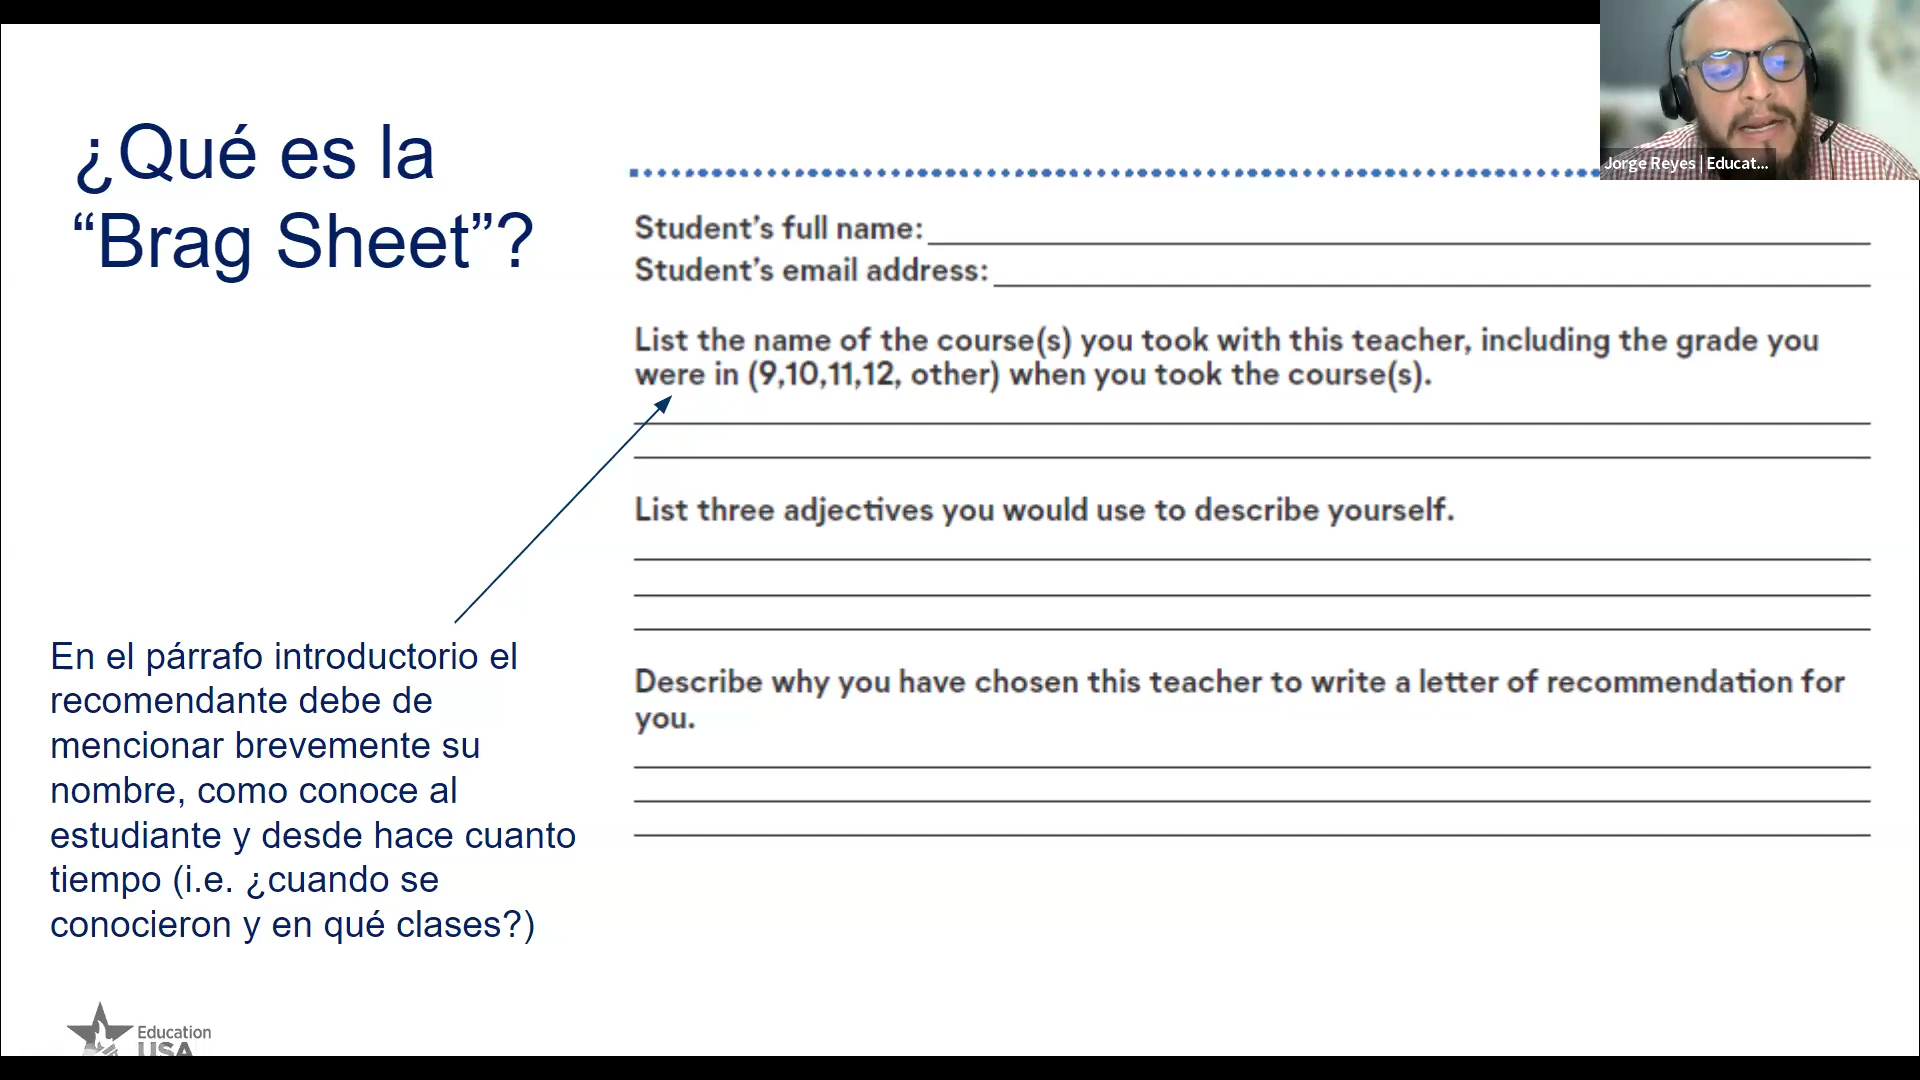 ¿Qué es la
“Brag Sheet”?
Jorge Reyes | Educat...
Student’s full name:
Student’s email address:
List the name of the course(s) you took with this teacher, including the grade you
were in (9,10,11,12, other) when you took the course(s).
List three adjectives you would use to describe yourself.
Describe why you have chosen this teacher to write a letter of recommendation for
you.
En el párrafo introductorio el
recomendante debe de
mencionar brevemente su
nombre, como conoce al
estudiante y desde hace cuanto
tiempo (i.e. ¿cuando se
conocieron y en qué clases?)
Education
USA